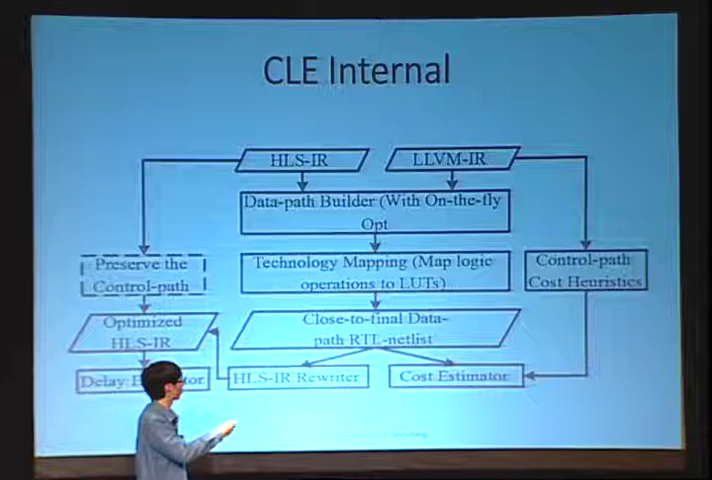 CLE Internal
HLS-IR
LLVM-IR
Data-path Builder (With On-the-fly
Opt
Preserve the
Control-path
Technology Mapping (Map logic
operations to LUTs)
Control-path
Cost Heuristics
Optimized
HLS-IR
Close-to-final Data-
path RTL-netlist
Delay
HLS-IR Rewriter
Cost Estimator